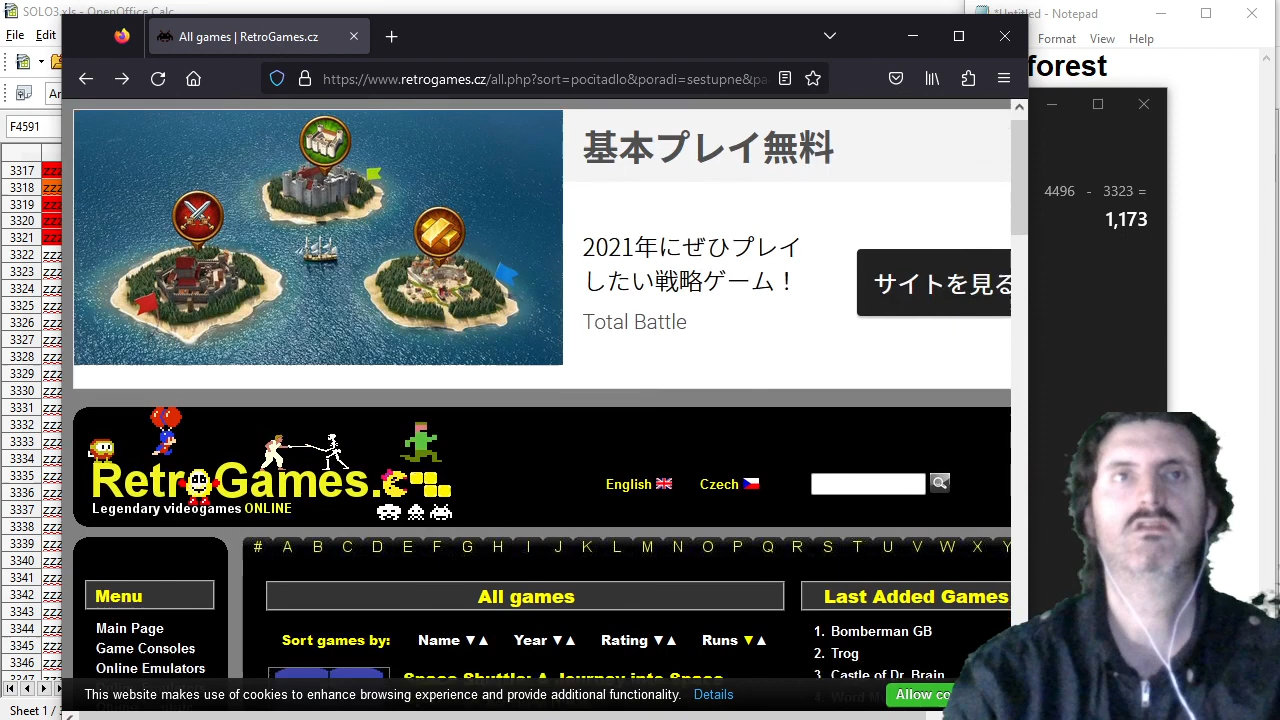 SOLO3.xls - OpenOffice Calc
File Edit
F4591
3317
3318
3319
3320
3321
3322
3323
3324
3325
3326
3327
3328
3329
3330
3331
3332
3333
3334
3335
3336
3337
3338
3339
3340
3341
3342
3343
3344
3345
3346
Sheet 1 /
*Untitled - Notepad
Format View Help
forest
4496 - 3323 =
1,173
All games | RetroGames.cz
https://www.retrogames.cz/all.php?sort=pocitadlo&poradi=sestupne&pa
基本プレイ無料
2021年にぜひプレイ
したい戦略ゲーム！
Total Battle
サイトを見る
RetroGames.
Legendary videogames ONLINE
English
Czech
# A B C D E F G H I J K L M N O P Q R S T U V W X Y
Menu
Main Page
Game Consoles
Online Emulators
All games
Sort games by: Name ▼▲ Year ▼▲ Rating ▼▲ Runs ▼▲
Space Shuttle: A Journey into Space
Last Added Games
1. Bomberman GB
2. Trog
3. Castle of Dr. Brain
This website makes use of cookies to enhance browsing experience and provide additional functionality. Details
Allow co